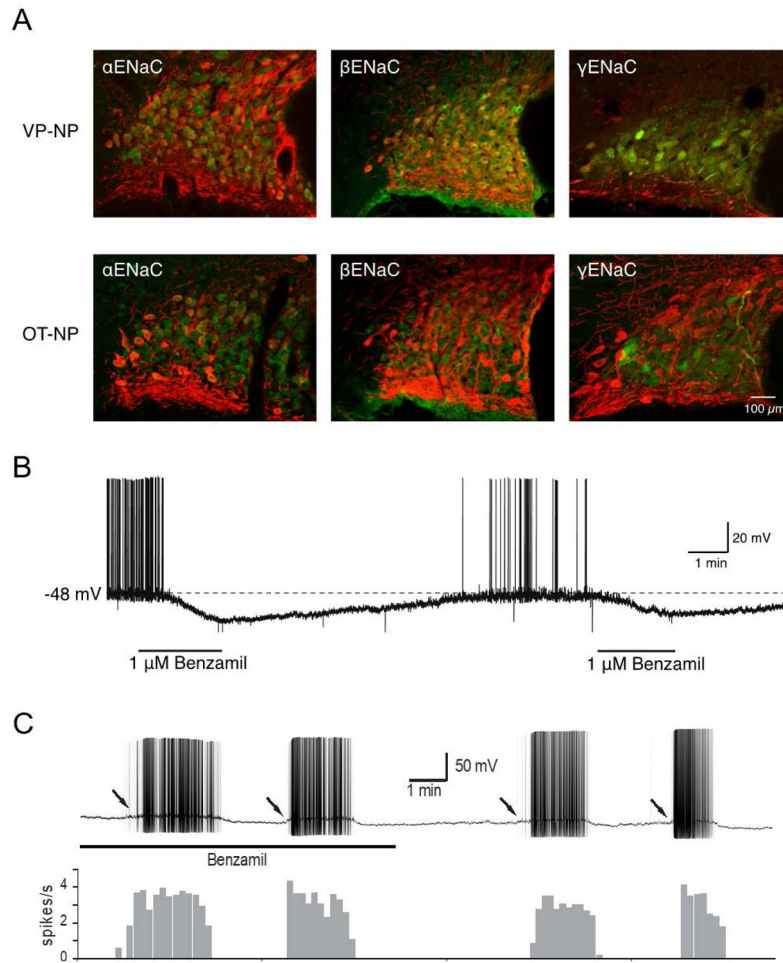 A
αENaC
βENaC
γENaC
VP-NP
αENaC
βENaC
γENaC
OT-NP
100 µm
B
20 mV
1 min
-48 mV
1 µM Benzamil
1 µM Benzamil
C
50 mV
1 min
Benzamil
spikes/s
4
2
0